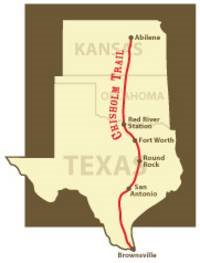 Abilene
KANSAS
CHISHOLM TRAIL
OKLAHOMA
Red River
Station
Fort Worth
TEXAS
Round
Rock
San
Antonio
Brownsville